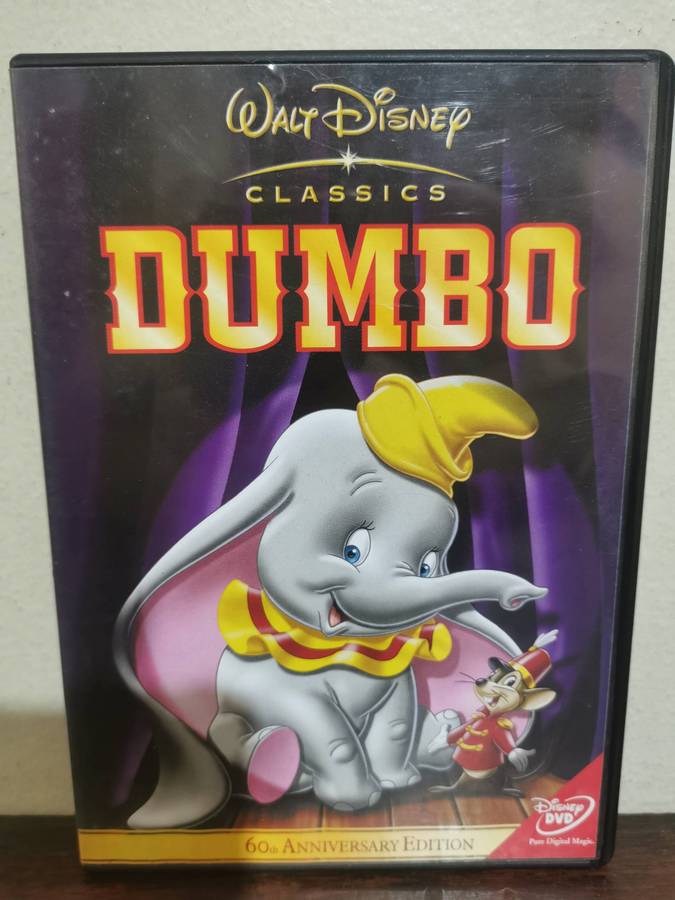 WALT DISNEY
CLASSICS
DUMBO
60th ANNIVERSARY EDITION
DISNEY
DVD
Pure Digital Magic.